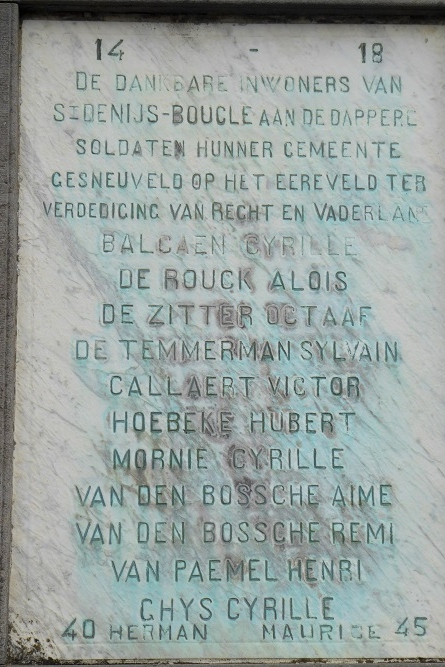 14 - 18
DE DANKBARE INWONERS VAN
ST DENIJS-BOUCLE AAN DE DAPPERE
SOLDATEN HUNNER GEMEENTE
GESNEUVELD OP HET EEREVELD TER
VERDEDIGING VAN RECHT EN VADERLAND
BALCAEN CYRILLE
DE ROUCK ALOIS
DE ZITTER OCTAAF
DE TEMMERMAN SYLVAIN
CALLAERT VICTOR
HOEBEKE HUBERT
MORNIE CYRILLE
VAN DEN BOSSCHE AIME
VAN DEN BOSSCHE REMI
VAN PAEMEL HENRI
GHYS CYRILLE
40 HERMAN MAURICE 45